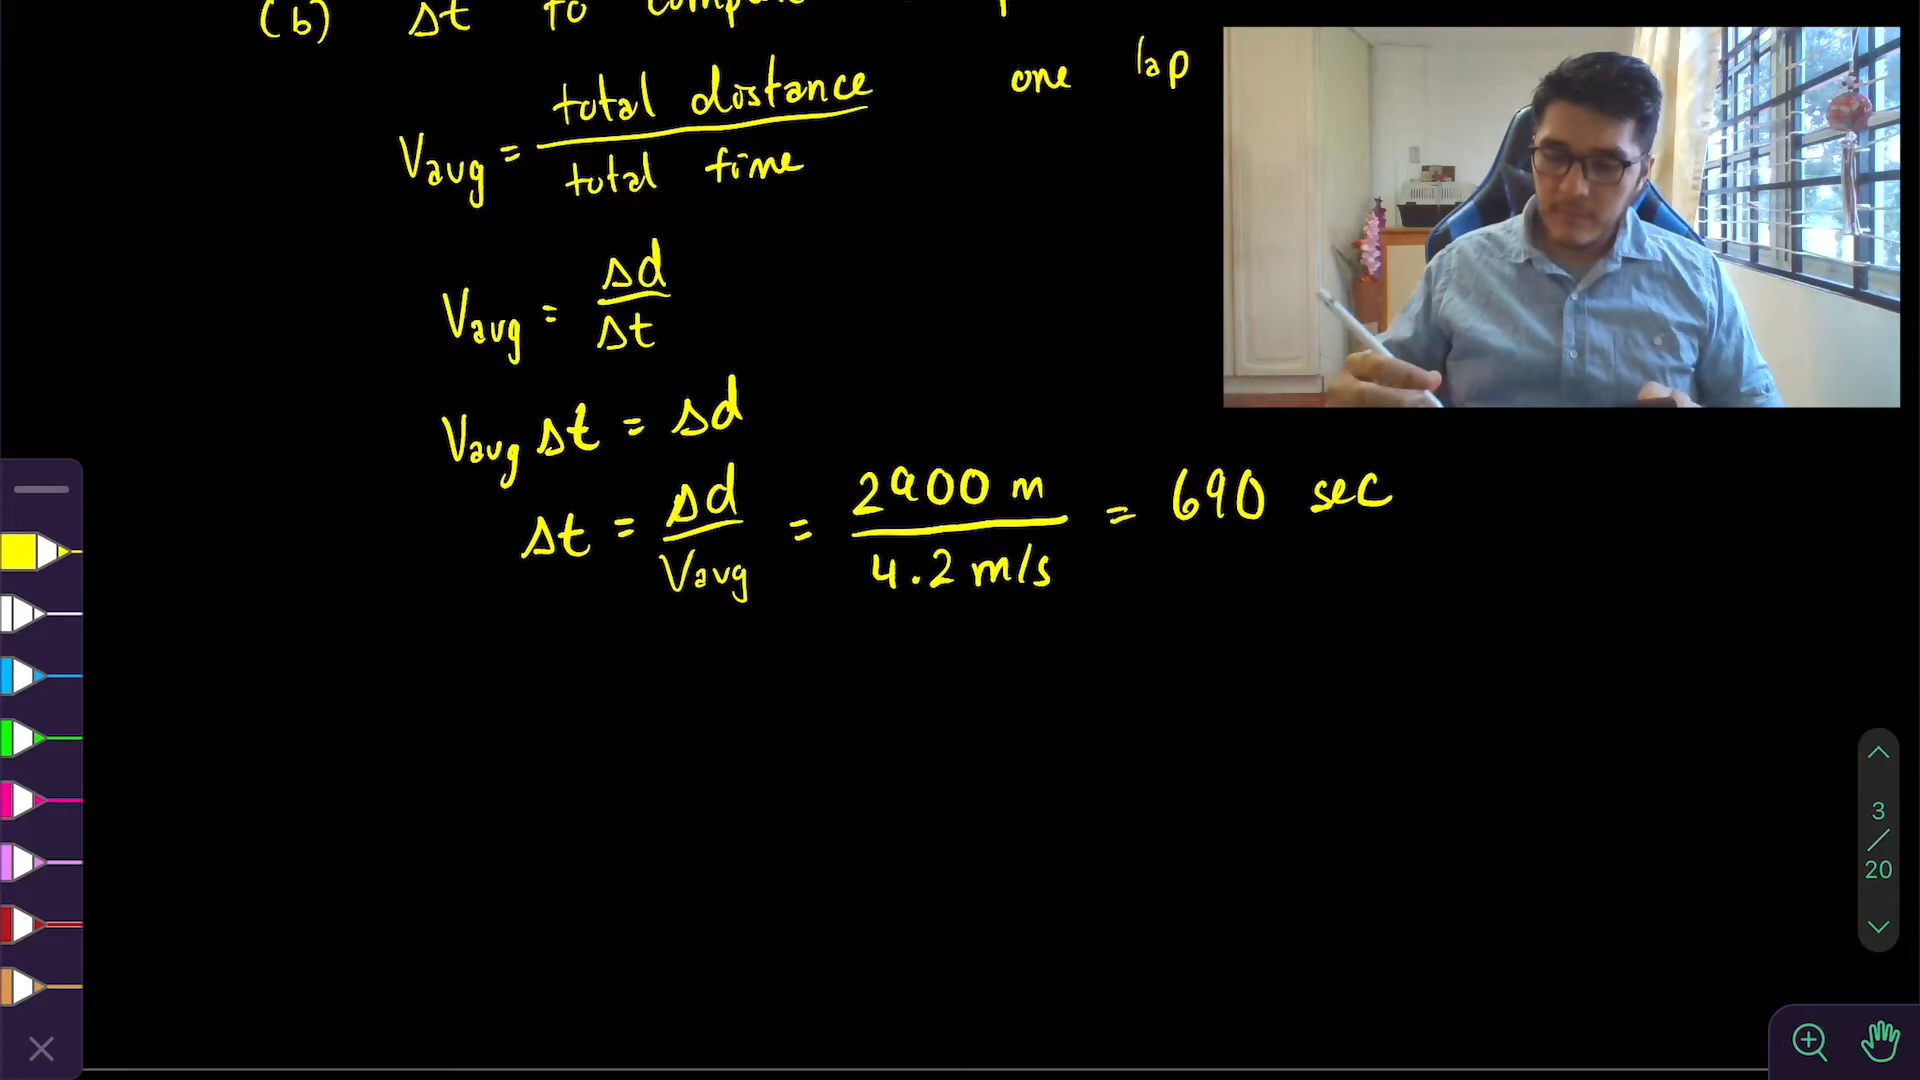 (b) Δt to
one lap
Vavg = total distance / total time
Vavg = Δd / Δt
Vavg Δt = Δd
Δt = Δd / Vavg = 2900 m / 4.2 m/s = 690 sec
3 / 20